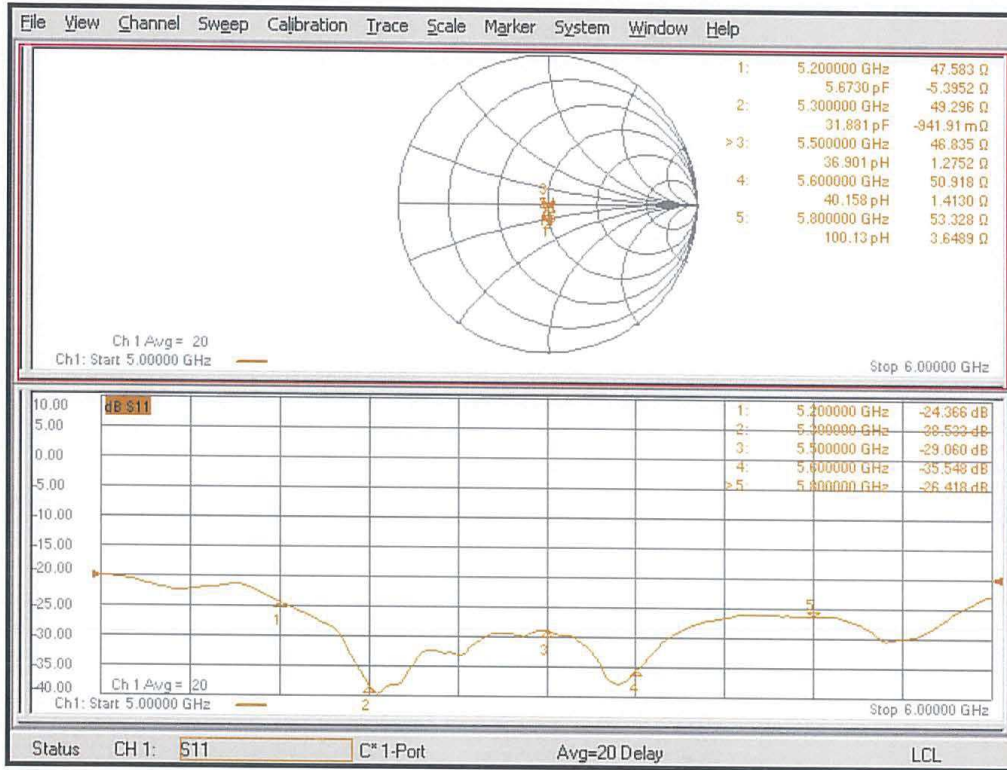 File View Channel Sweep Calibration Trace Scale Marker System Window Help
1: 5.200000 GHz 47.583 Ω
5.6730 pF -5.3952 Ω
2: 5.300000 GHz 49.296 Ω
31.881 pF -941.91 mΩ
> 3: 5.500000 GHz 46.835 Ω
36.901 pH 1.2752 Ω
4: 5.600000 GHz 50.918 Ω
40.158 pH 1.4130 Ω
5: 5.800000 GHz 53.328 Ω
100.13 pH 3.6489 Ω
3
1
Ch 1 Avg = 20
Ch1: Start 5.00000 GHz
Stop 6.00000 GHz
dB S11
10.00
5.00
0.00
-5.00
-10.00
-15.00
-20.00
-25.00
-30.00
-35.00
-40.00
1: 5.200000 GHz -24.366 dB
2: 5.300000 GHz -38.533 dB
3: 5.500000 GHz -29.060 dB
4: 5.600000 GHz -35.548 dB
>5: 5.800000 GHz -26.418 dB
1
2
3
4
5
Ch 1 Avg = 20
Ch1: Start 5.00000 GHz
Stop 6.00000 GHz
Status CH 1: S11 C* 1-Port Avg=20 Delay LCL